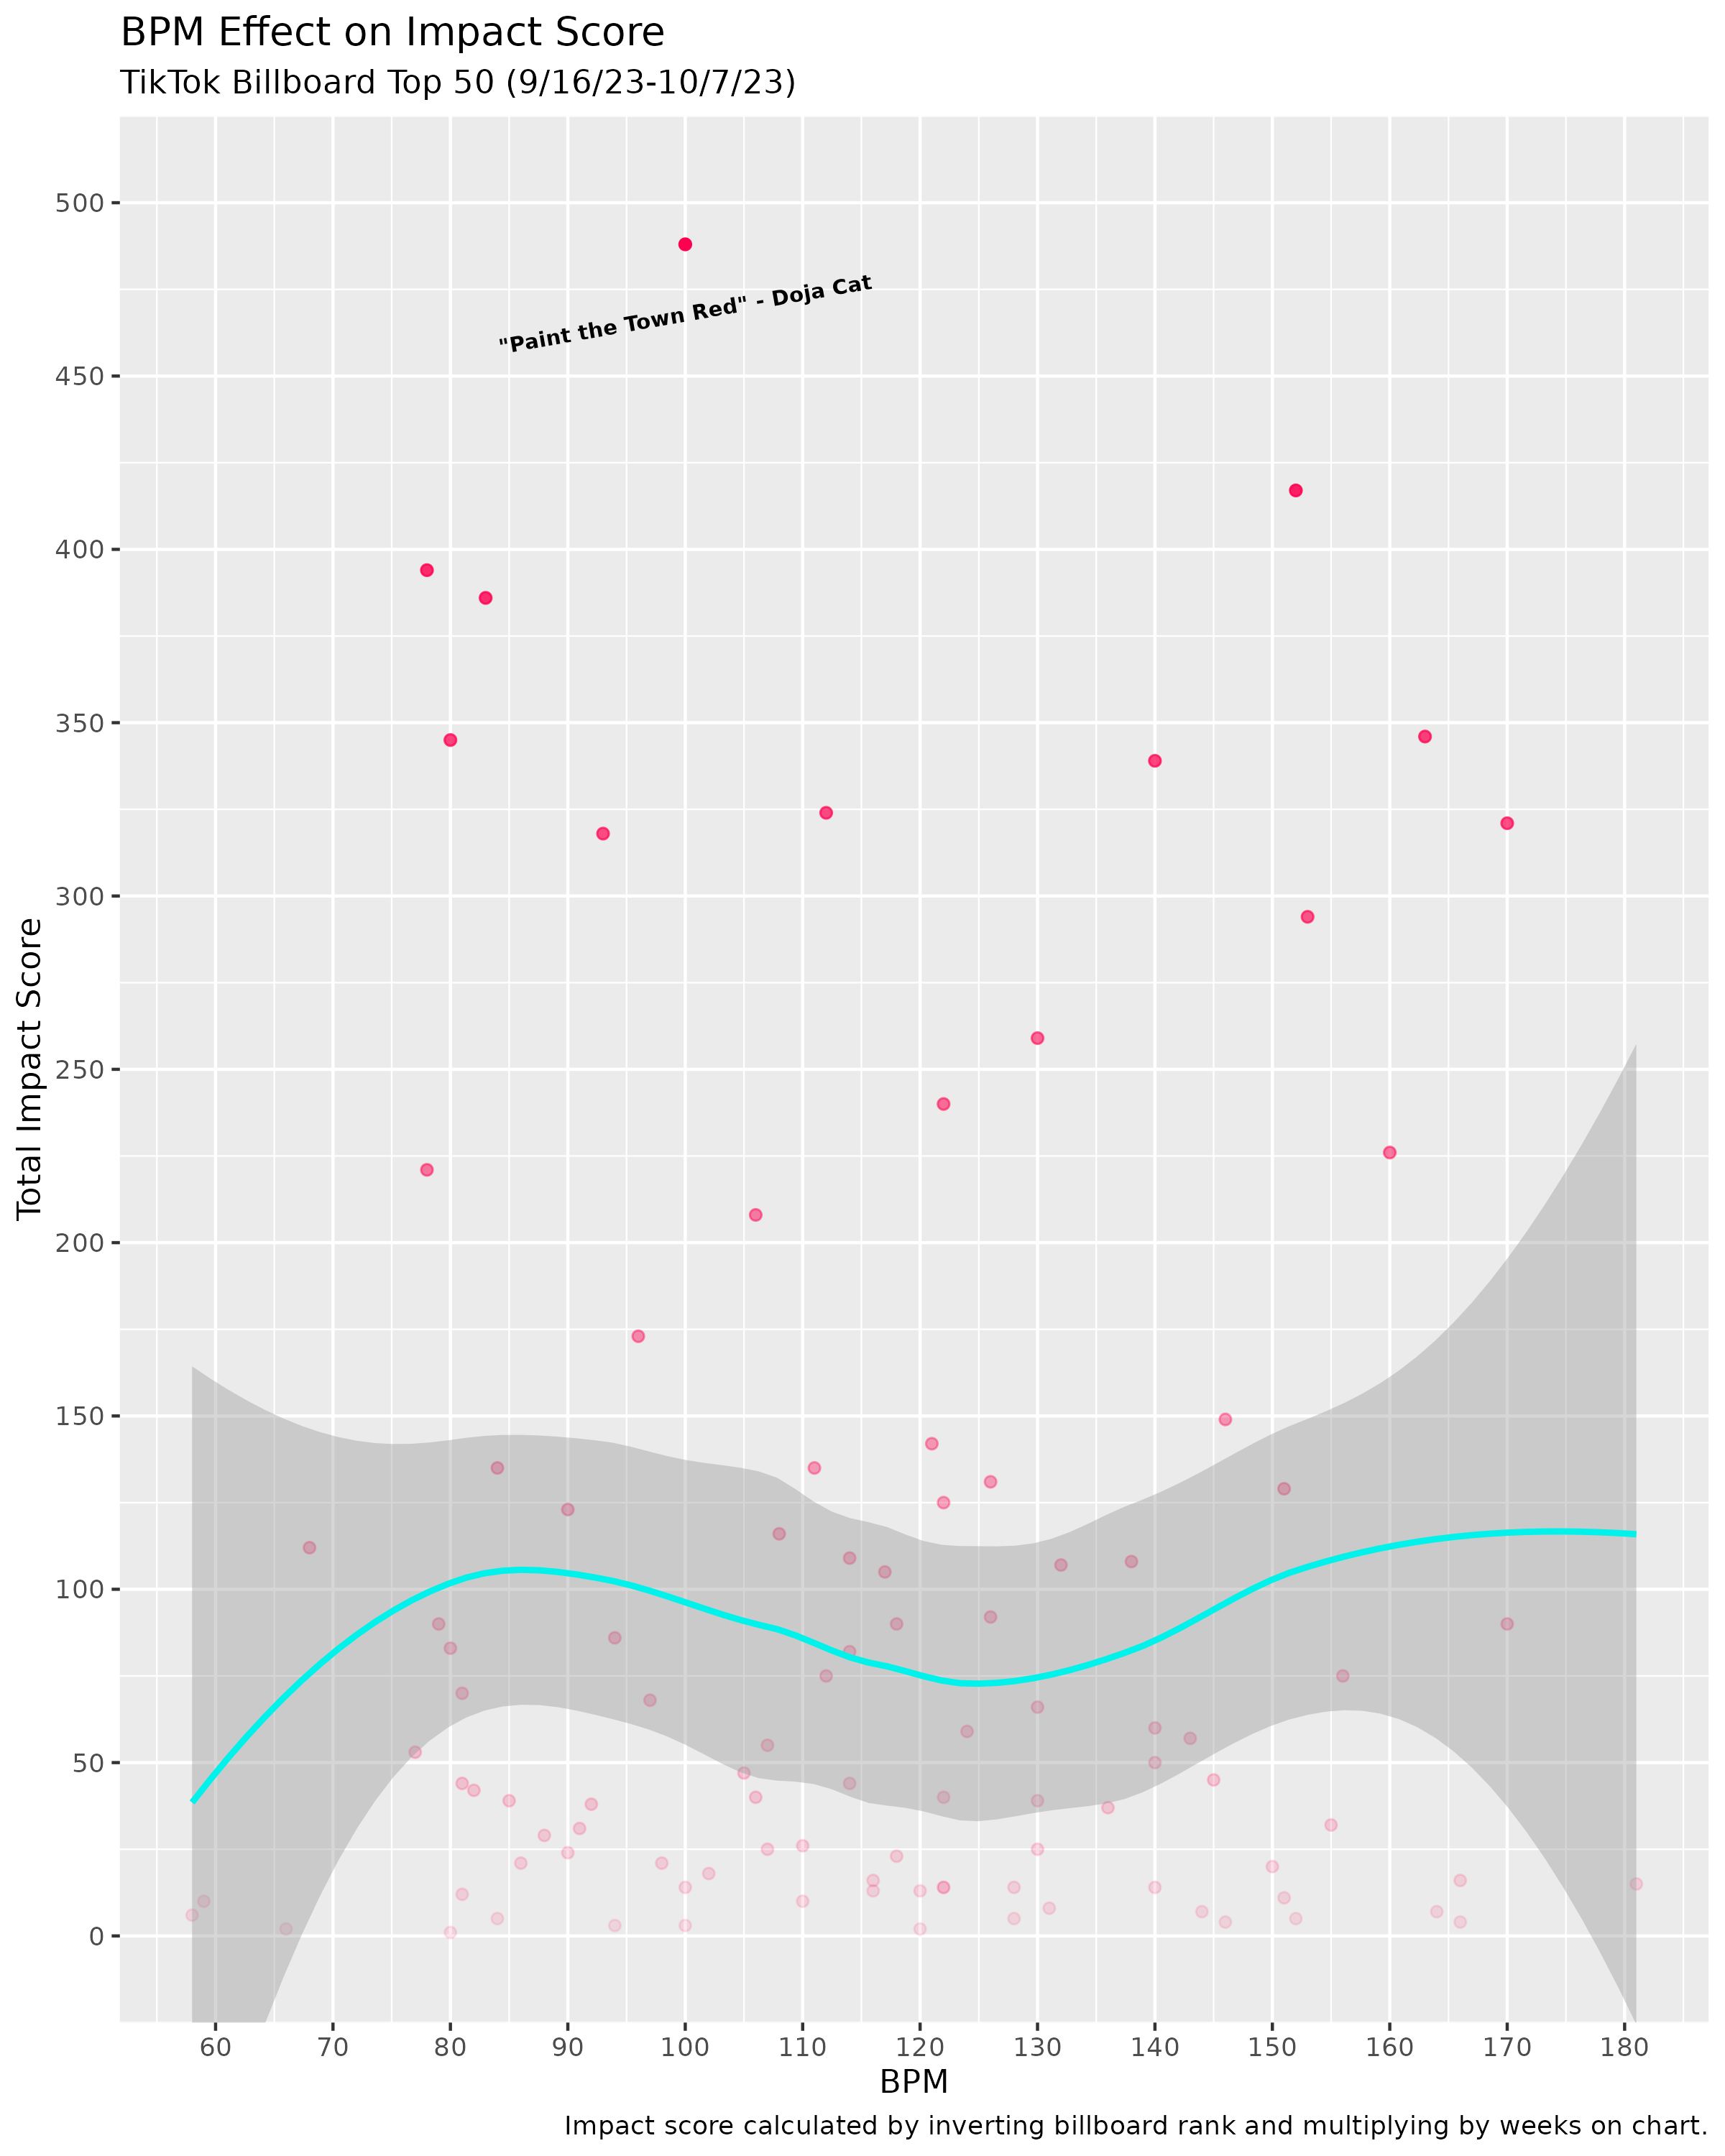 BPM Effect on Impact Score
TikTok Billboard Top 50 (9/16/23-10/7/23)
500
"Paint the Town Red" - Doja Cat
450
400
350
300
250
200
150
100
50
0
Total Impact Score
60 70 80 90 100 110 120 130 140 150 160 170 180
BPM
Impact score calculated by inverting billboard rank and multiplying by weeks on chart.